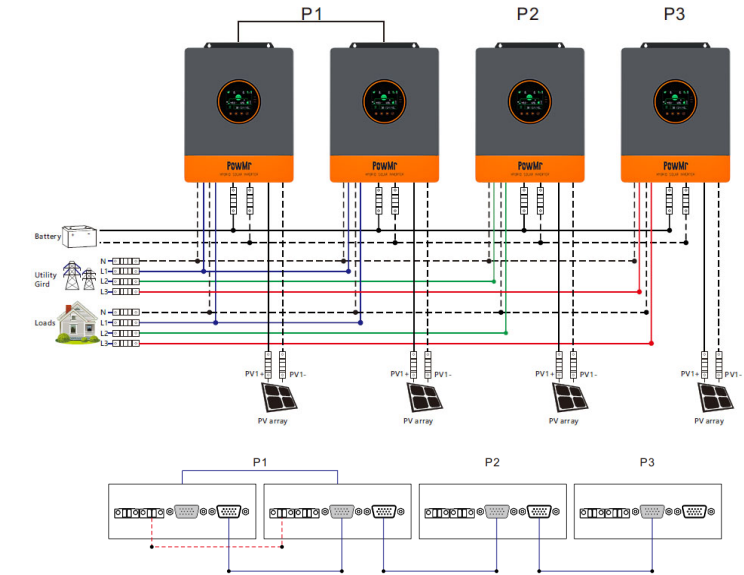 P1 P2 P3
PowMr PowMr PowMr PowMr
Battery
N
L1
Utility
Gird
L2
L3
N
Loads
L1
L2
L3
PV1+ PV1- PV1+ PV1- PV1+ PV1- PV1+ PV1-
PV array PV array PV array PV array
P1 P2 P3